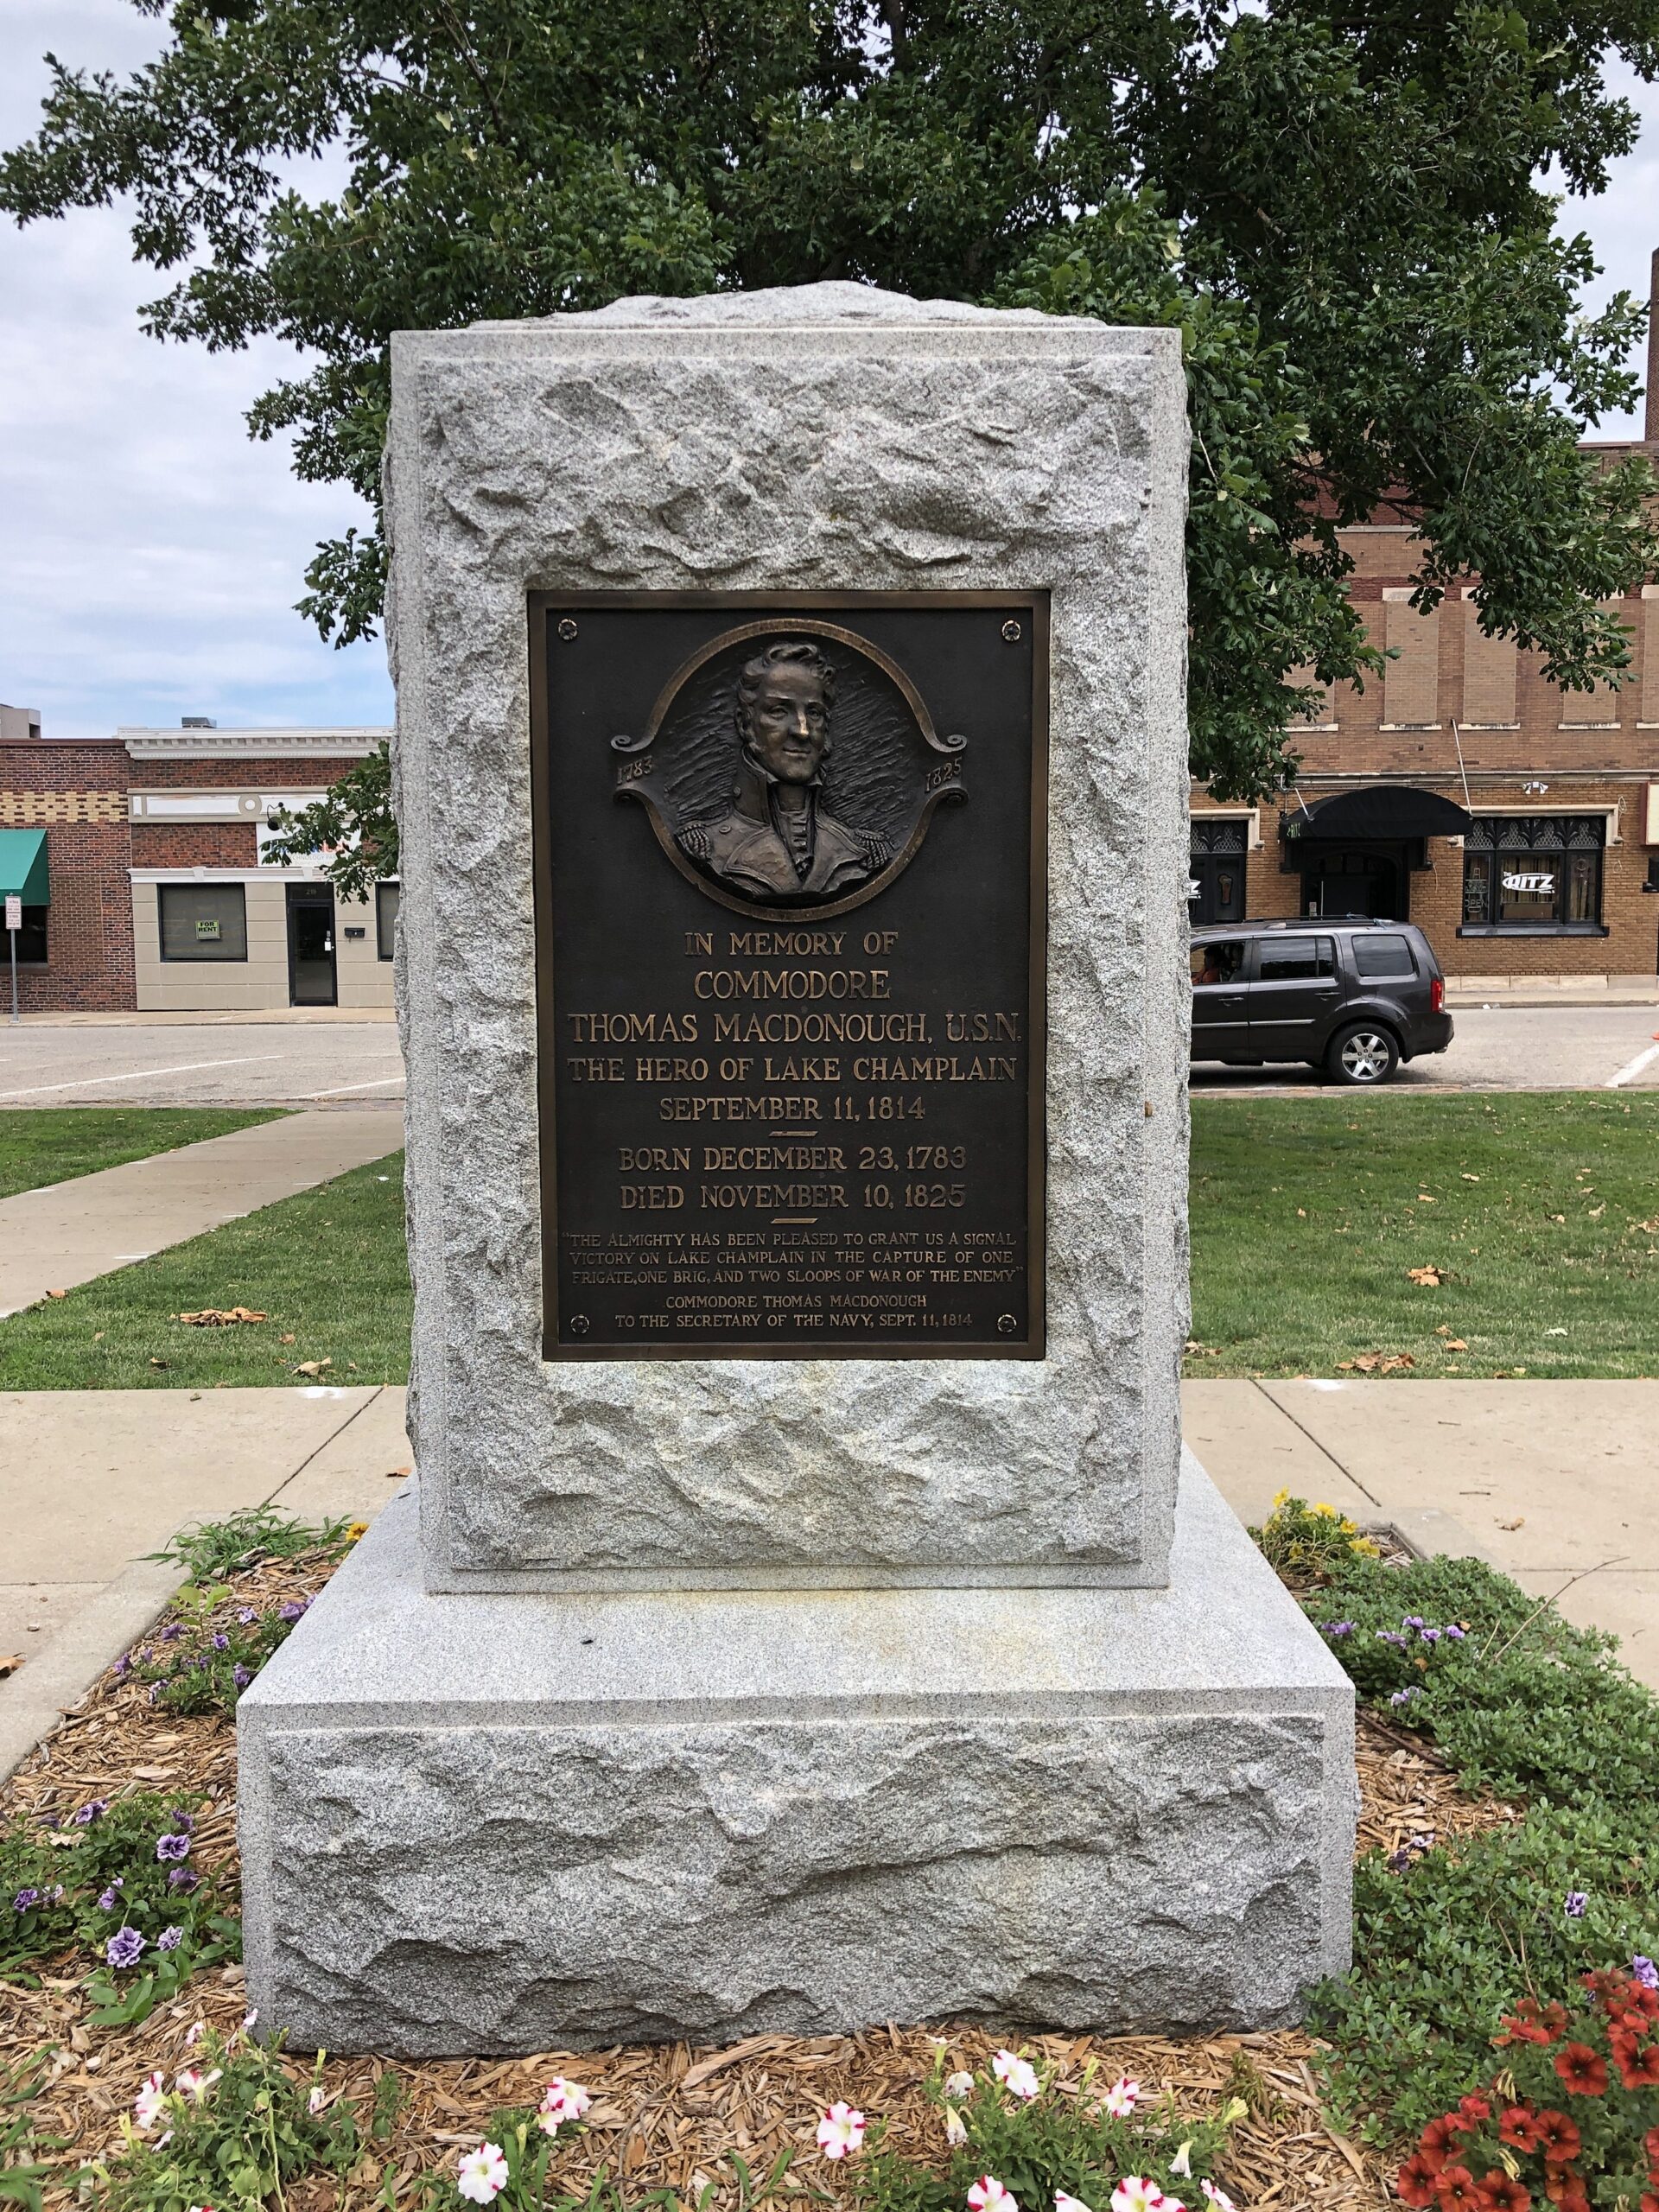 1783
1825
IN MEMORY OF
COMMODORE
THOMAS MACDONOUGH, U.S.N.
THE HERO OF LAKE CHAMPLAIN
SEPTEMBER 11, 1814
BORN DECEMBER 23, 1783
DIED NOVEMBER 10, 1825
"THE ALMIGHTY HAS BEEN PLEASED TO GRANT US A SIGNAL
VICTORY ON LAKE CHAMPLAIN IN THE CAPTURE OF ONE
FRIGATE, ONE BRIG, AND TWO SLOOPS OF WAR OF THE ENEMY"
COMMODORE THOMAS MACDONOUGH
TO THE SECRETARY OF THE NAVY, SEPT. 11, 1814
FOR
RENT
THE
RITZ